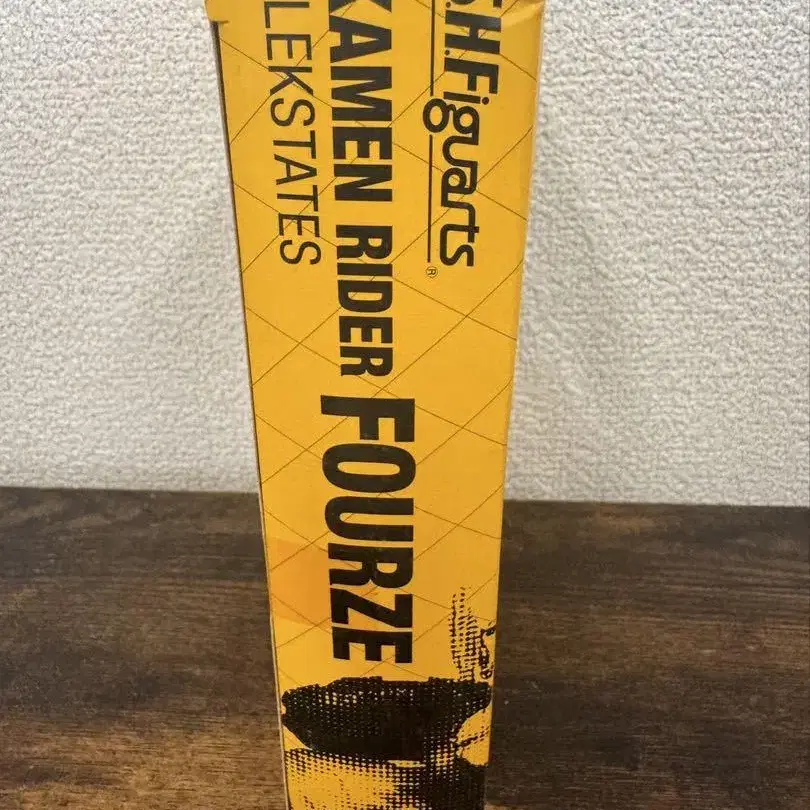 S.H.Figuarts®
KAMEN RIDER FOURZE
LEKSTATES